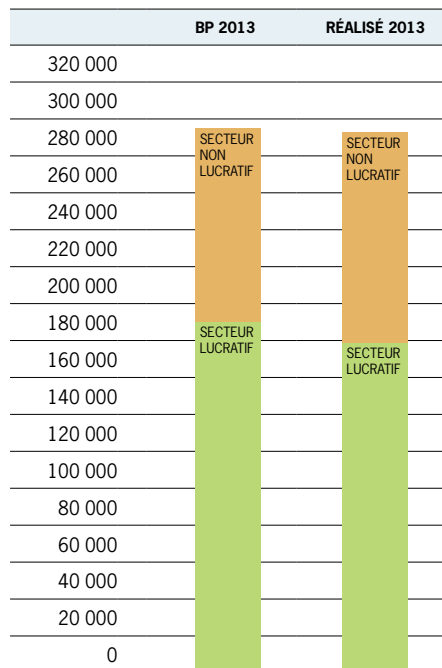 BP 2013 RÉALISÉ 2013
320 000
300 000
280 000
SECTEUR
NON
LUCRATIF
SECTEUR
NON
LUCRATIF
260 000
240 000
220 000
200 000
180 000
SECTEUR
LUCRATIF
SECTEUR
LUCRATIF
160 000
140 000
120 000
100 000
80 000
60 000
40 000
20 000
0